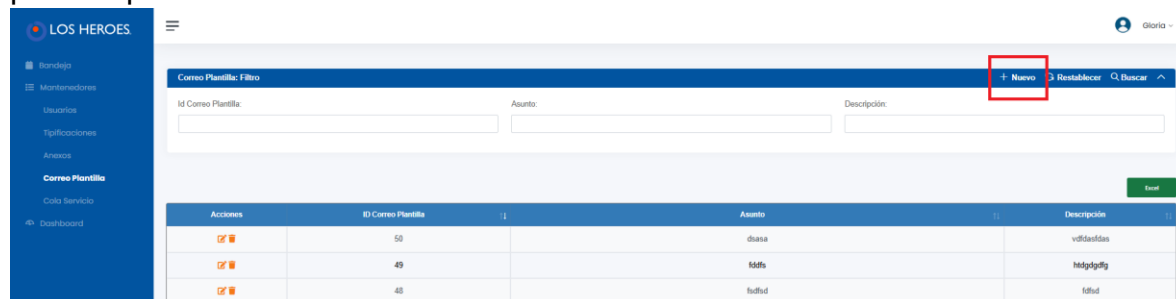 LOS HEROES.
Gloria
Bandeja
Mantenedores
Usuarios
Tipificaciones
Anexos
Correo Plantilla
Cola Servicio
Dashboard
Correo Plantilla: Filtro
+ Nuevo Restablecer Buscar
Id Correo Plantilla: Asunto: Descripción:
Excel
Acciones ID Correo Plantilla Asunto Descripción
50 dsasa vdfdasfdas
49 fddfs htdgdgdfg
48 fsdfsd fdfsd